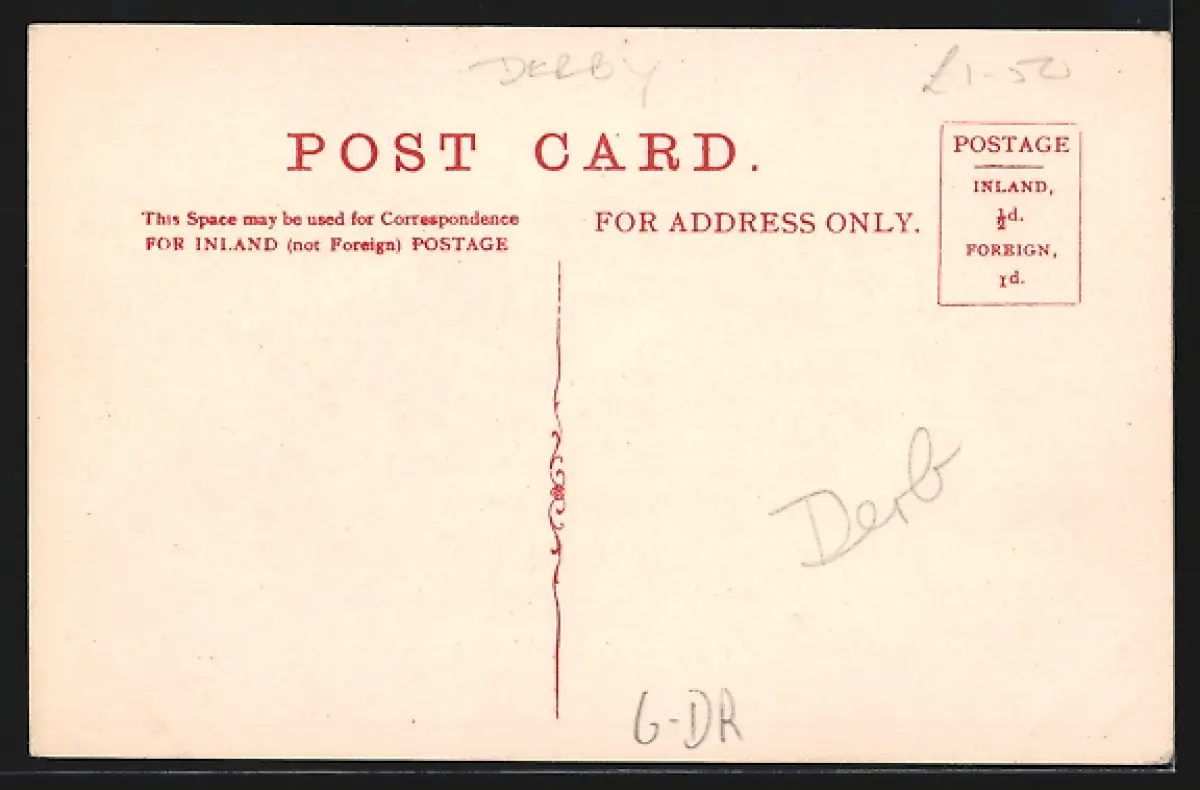 DERBY
£1-50
POST CARD.
This Space may be used for Correspondence
FOR INLAND (not Foreign) POSTAGE
FOR ADDRESS ONLY.
POSTAGE
INLAND,
½d.
FOREIGN,
1d.
Derb
G-DR